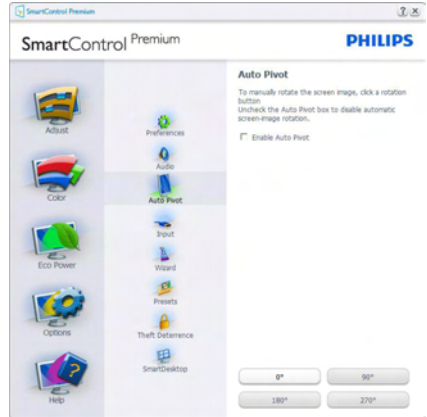 SmartControl Premium
SmartControl Premium
PHILIPS
Adjust
Color
Eco Power
Options
Help
Preferences
Audio
Auto Pivot
Input
Wizard
Presets
Theft Deterrence
SmartDesktop
Auto Pivot
To manually rotate the screen image, click a rotation
button
Uncheck the Auto Pivot box to disable automatic
screen-image rotation.
Enable Auto Pivot
0°
90°
180°
270°